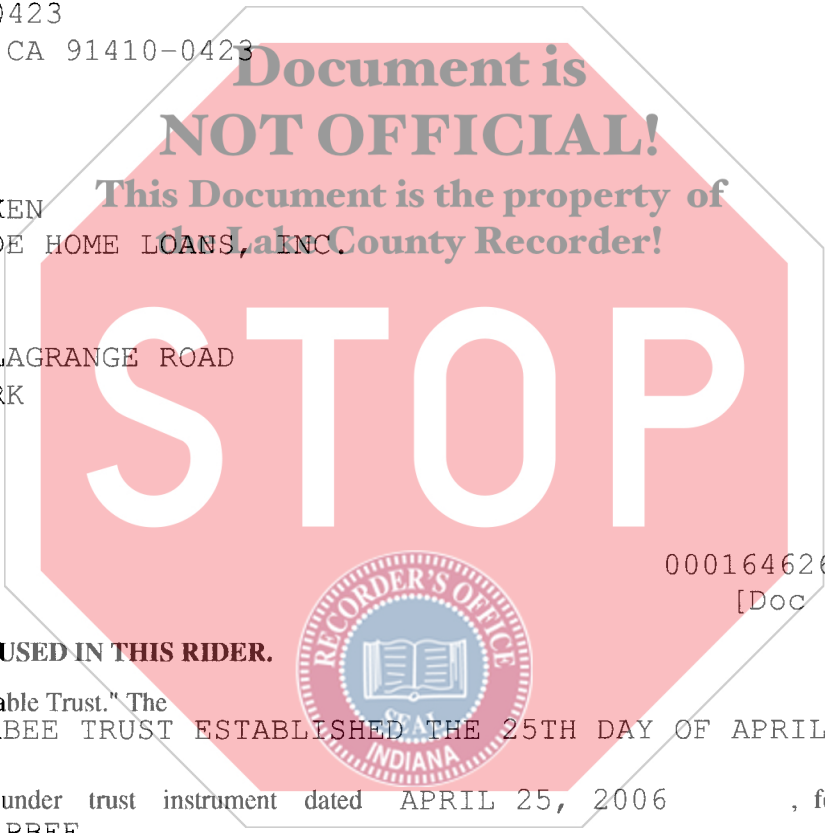 0423
CA 91410-0423
Document is
NOT OFFICIAL!
This Document is the property of
the Lake County Recorder!
KEN
DE HOME LOANS, INC.
LAGRANGE ROAD
RK
STOP
00016462
[Doc
RECORDER'S OFFICE
SEAL
INDIANA
USED IN THIS RIDER.
able Trust." The
BEE TRUST ESTABLISHED THE 25TH DAY OF APRIL
under trust instrument dated APRIL 25, 2006 , f
RBEE